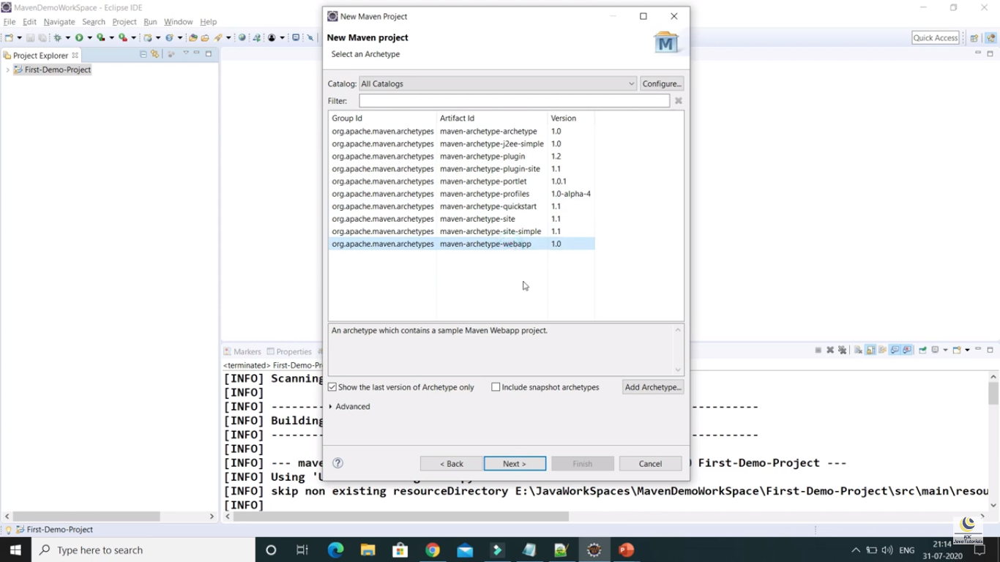 MavenDemoWorkSpace - Eclipse IDE
File Edit Navigate Search Project Run Window Help
Quick Access
Project Explorer
First-Demo-Project
New Maven Project
New Maven project
Select an Archetype
M
Catalog: All Catalogs Configure...
Filter:
Group Id Artifact Id Version
org.apache.maven.archetypes maven-archetype-archetype 1.0
org.apache.maven.archetypes maven-archetype-j2ee-simple 1.0
org.apache.maven.archetypes maven-archetype-plugin 1.2
org.apache.maven.archetypes maven-archetype-plugin-site 1.1
org.apache.maven.archetypes maven-archetype-portlet 1.0.1
org.apache.maven.archetypes maven-archetype-profiles 1.0-alpha-4
org.apache.maven.archetypes maven-archetype-quickstart 1.1
org.apache.maven.archetypes maven-archetype-site 1.1
org.apache.maven.archetypes maven-archetype-site-simple 1.1
org.apache.maven.archetypes maven-archetype-webapp 1.0
An archetype which contains a sample Maven Webapp project.
Show the last version of Archetype only Include snapshot archetypes Add Archetype...
Advanced
? < Back Next > Finish Cancel
Markers Properties
<terminated> First-Demo-Pr
[INFO] Scanning
[INFO]
[INFO] ------------------------------------------------------------------------
[INFO] Building
[INFO] ------------------------------------------------------------------------
[INFO]
[INFO] --- mave First-Demo-Project ---
[INFO] Using 'U
[INFO] skip non existing resourceDirectory E:\JavaWorkSpaces\MavenDemoWorkSpace\First-Demo-Project\src\main\resou
[INFO]
First-Demo-Project
KK
JavaTutorials
Type here to search
ENG
21:14
31-07-2020